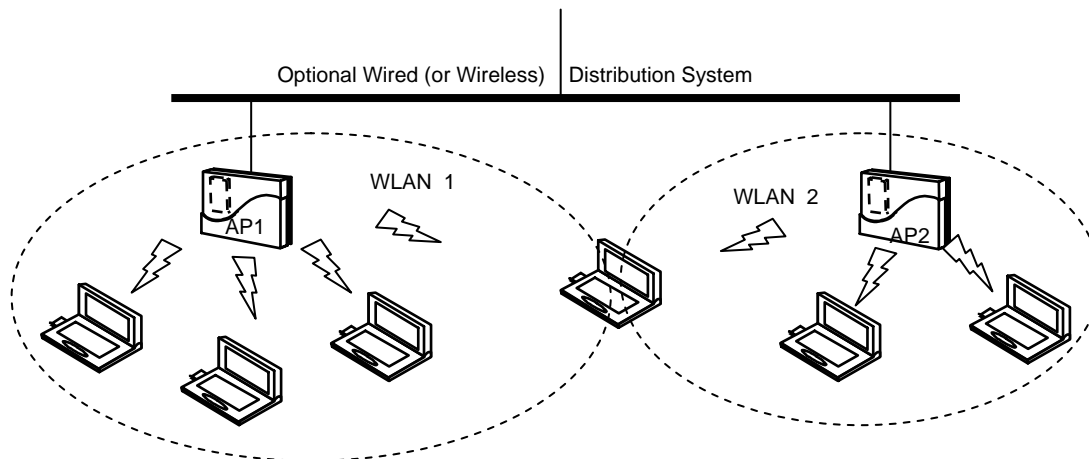 Optional Wired (or Wireless) Distribution System
WLAN 1
WLAN 2
AP1
AP2